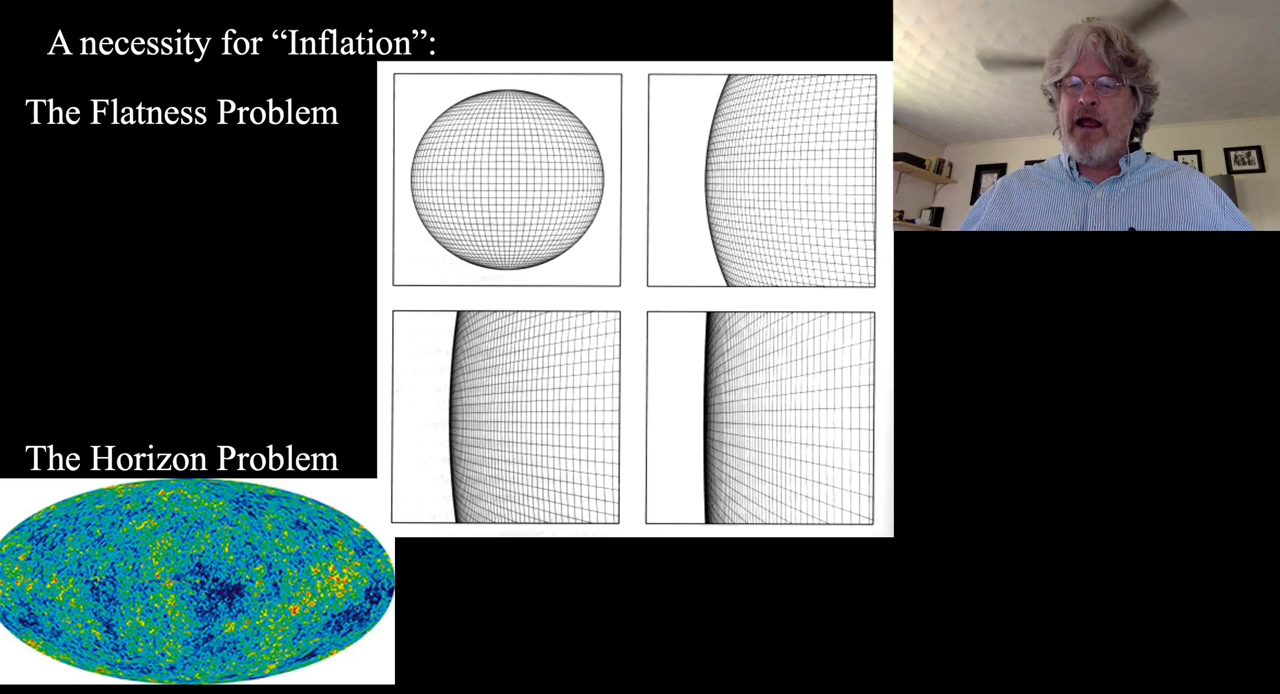 A necessity for “Inflation”:
The Flatness Problem
The Horizon Problem